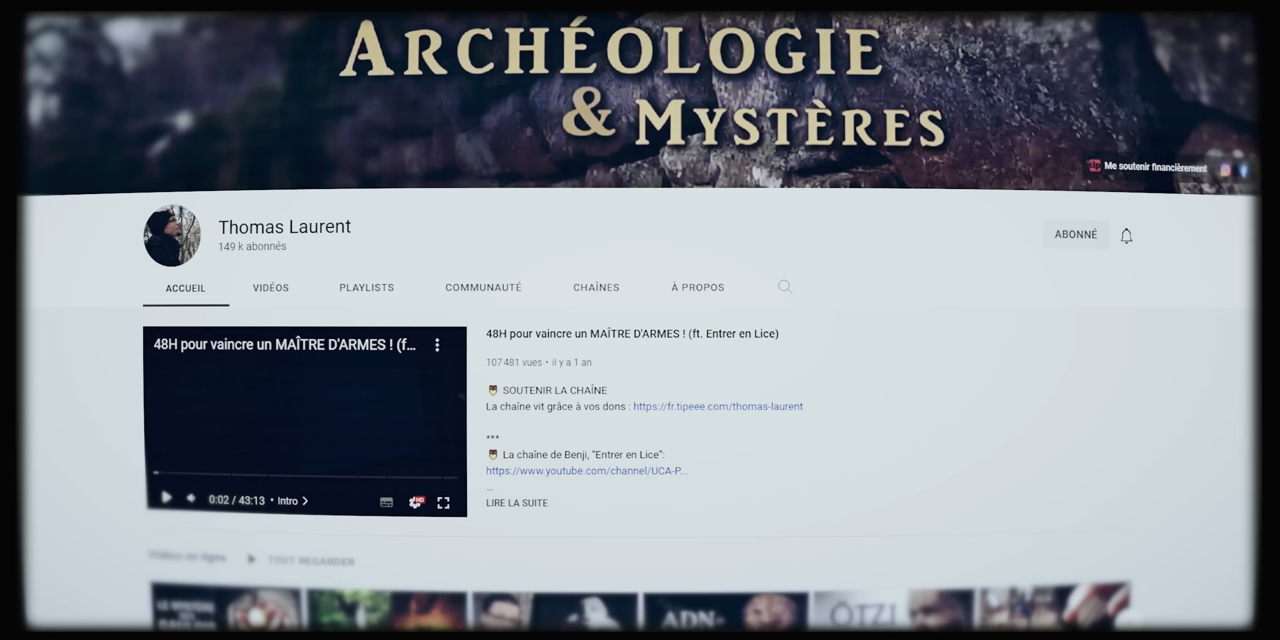 ARCHÉOLOGIE
& MYSTÈRES
Me soutenir financièrement
Thomas Laurent
149 k abonnés
ABONNÉ
ACCUEIL VIDÉOS PLAYLISTS COMMUNAUTÉ CHAÎNES À PROPOS
48H pour vaincre un MAÎTRE D'ARMES ! (f...
0:02 / 43:13 • Intro
HD
48H pour vaincre un MAÎTRE D'ARMES ! (ft. Entrer en Lice)
107 481 vues • il y a 1 an
SOUTENIR LA CHAÎNE
La chaîne vit grâce à vos dons : https://fr.tipeee.com/thomas-laurent
***
La chaîne de Benji, "Entrer en Lice":
https://www.youtube.com/channel/UCA-P...
...
LIRE LA SUITE
Vidéos en ligne TOUT REGARDER
ADN
ÖTZI